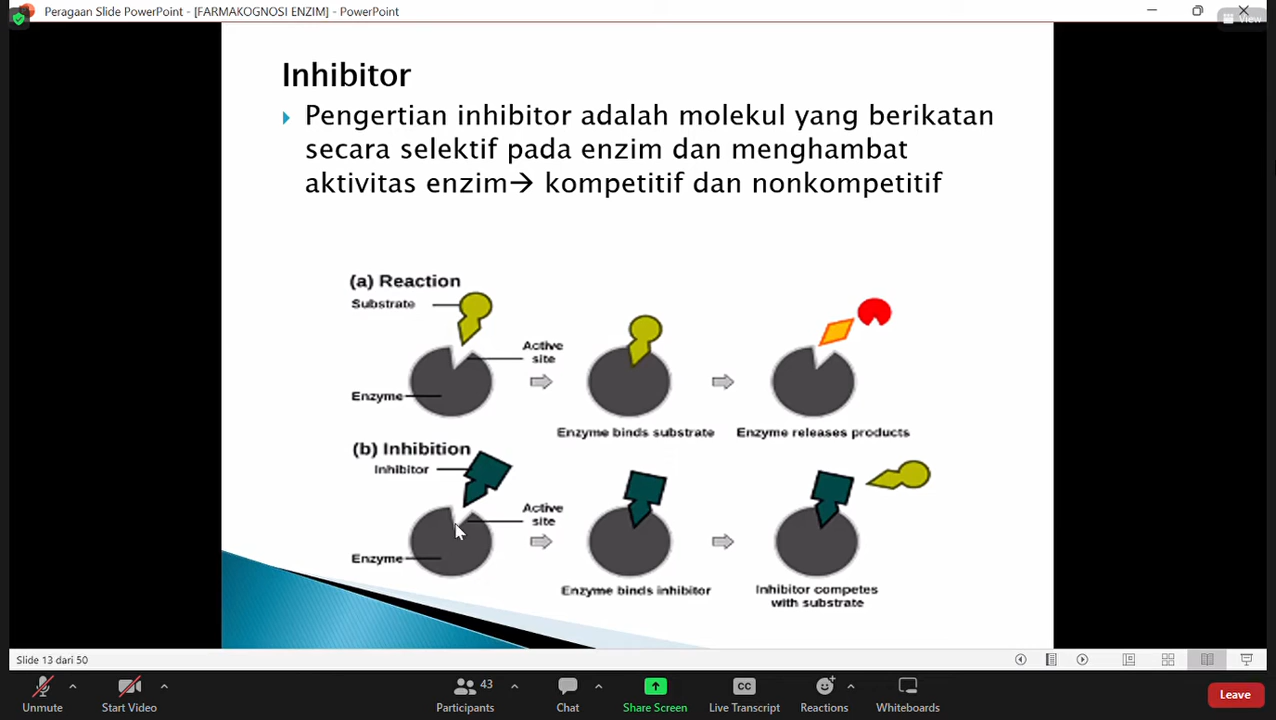 Peragaan Slide PowerPoint - [FARMAKOGNOSI ENZIM] - PowerPoint
View
Inhibitor
Pengertian inhibitor adalah molekul yang berikatan
secara selektif pada enzim dan menghambat
aktivitas enzim→ kompetitif dan nonkompetitif
(a) Reaction
Substrate
Active
site
Enzyme
Enzyme binds substrate
Enzyme releases products
(b) Inhibition
Inhibitor
Active
site
Enzyme
Enzyme binds inhibitor
Inhibitor competes
with substrate
Slide 13 dari 50
Unmute
Start Video
43
Participants
Chat
Share Screen
CC
Live Transcript
Reactions
Whiteboards
Leave